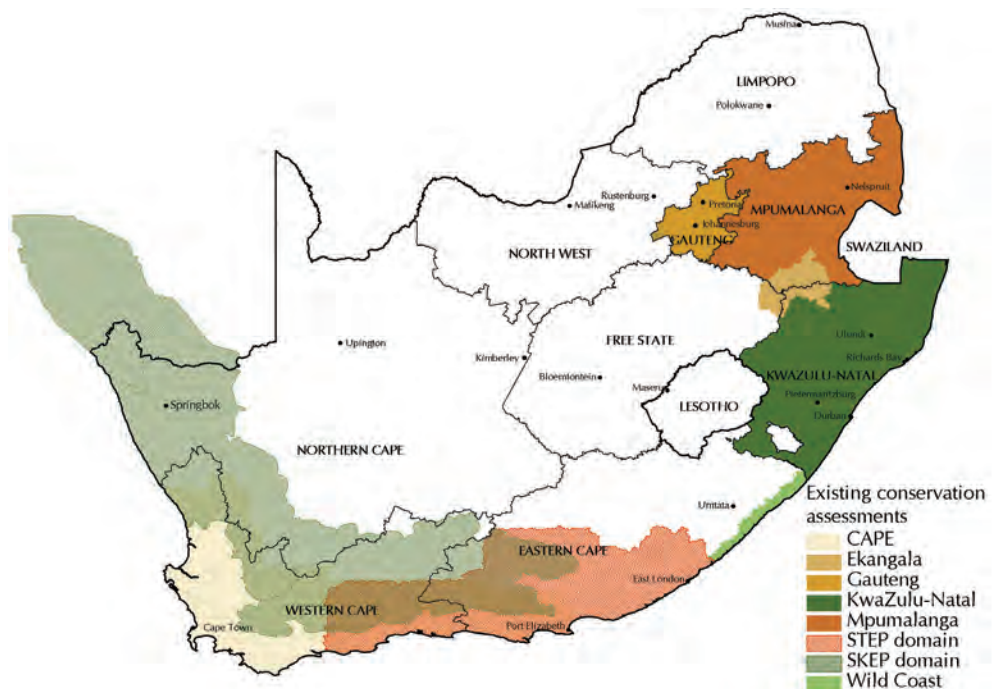 Musina
LIMPOPO
Polokwane
Nelspruit
Rustenburg
Pretoria
Mafikeng
MPUMALANGA
Johannesburg
GAUTENG
SWAZILAND
NORTH WEST
Upington
FREE STATE
Ulundi
Kimberley
Richards Bay
KWAZULU-NATAL
Bloemfontein
Maseru
Springbok
LESOTHO
Pietermaritzburg
Durban
NORTHERN CAPE
Umtata
Existing conservation
assessments
CAPE
Ekangala
Gauteng
KwaZulu-Natal
Mpumalanga
STEP domain
SKEP domain
Wild Coast
EASTERN CAPE
East London
WESTERN CAPE
Cape Town
Port Elizabeth